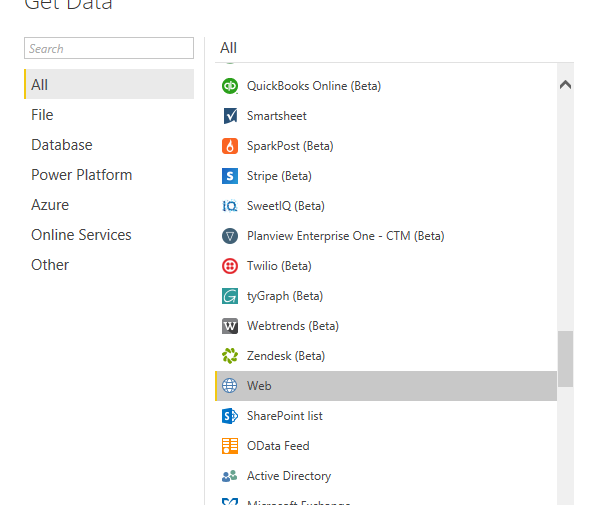 Get Data
Search
All
File
Database
Power Platform
Azure
Online Services
Other
All
QuickBooks Online (Beta)
Smartsheet
SparkPost (Beta)
Stripe (Beta)
SweetIQ (Beta)
Planview Enterprise One - CTM (Beta)
Twilio (Beta)
tyGraph (Beta)
Webtrends (Beta)
Zendesk (Beta)
Web
SharePoint list
OData Feed
Active Directory
Microsoft Exchange